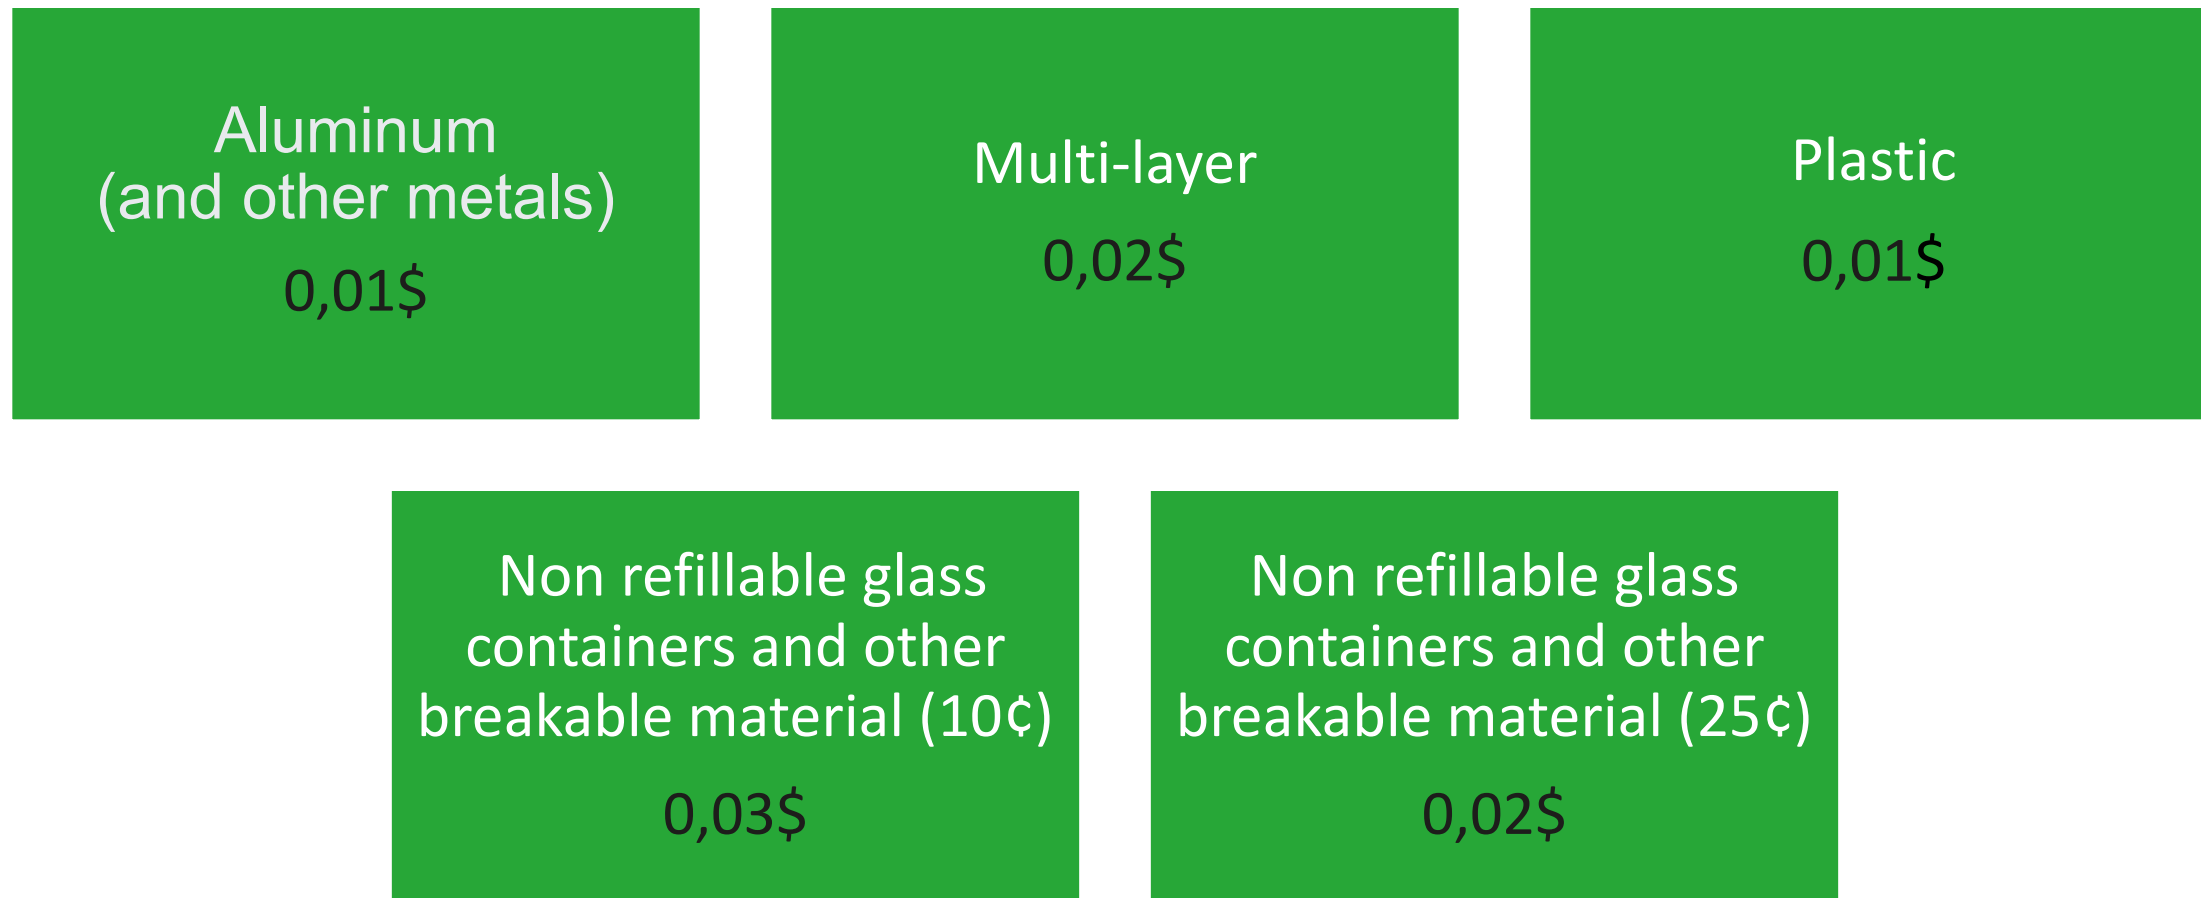 Aluminum
(and other metals)
0,01$
Multi-layer
0,02$
Plastic
0,01$
Non refillable glass
containers and other
breakable material (10¢)
0,03$
Non refillable glass
containers and other
breakable material (25¢)
0,02$